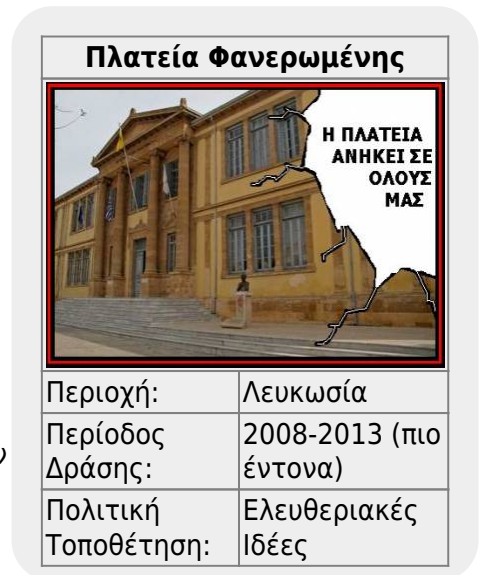 Πλατεία Φανερωμένης
Η ΠΛΑΤΕΙΑ
ΑΝΗΚΕΙ ΣΕ
ΟΛΟΥΣ
ΜΑΣ
Περιοχή:
Λευκωσία
Περίοδος
Δράσης:
2008-2013 (πιο
έντονα)
Πολιτική
Τοποθέτηση:
Ελευθεριακές
Ιδέες